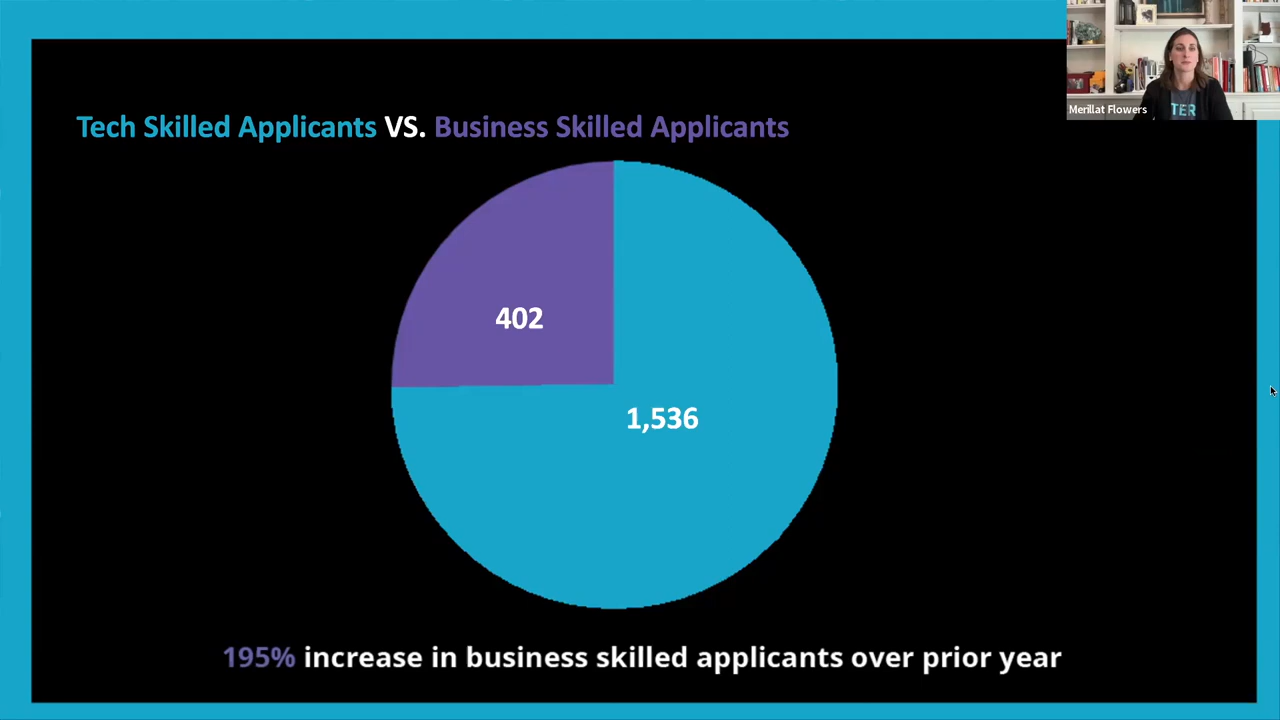 Tech Skilled Applicants VS. Business Skilled Applicants
TER
Merillat Flowers
402
1,536
195% increase in business skilled applicants over prior year